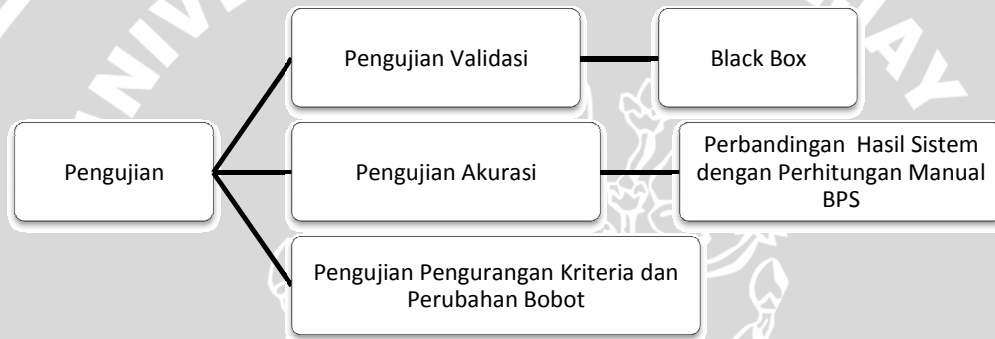 Pengujian
Pengujian Validasi
Black Box
Pengujian Akurasi
Perbandingan Hasil Sistem
dengan Perhitungan Manual
BPS
Pengujian Pengurangan Kriteria dan
Perubahan Bobot